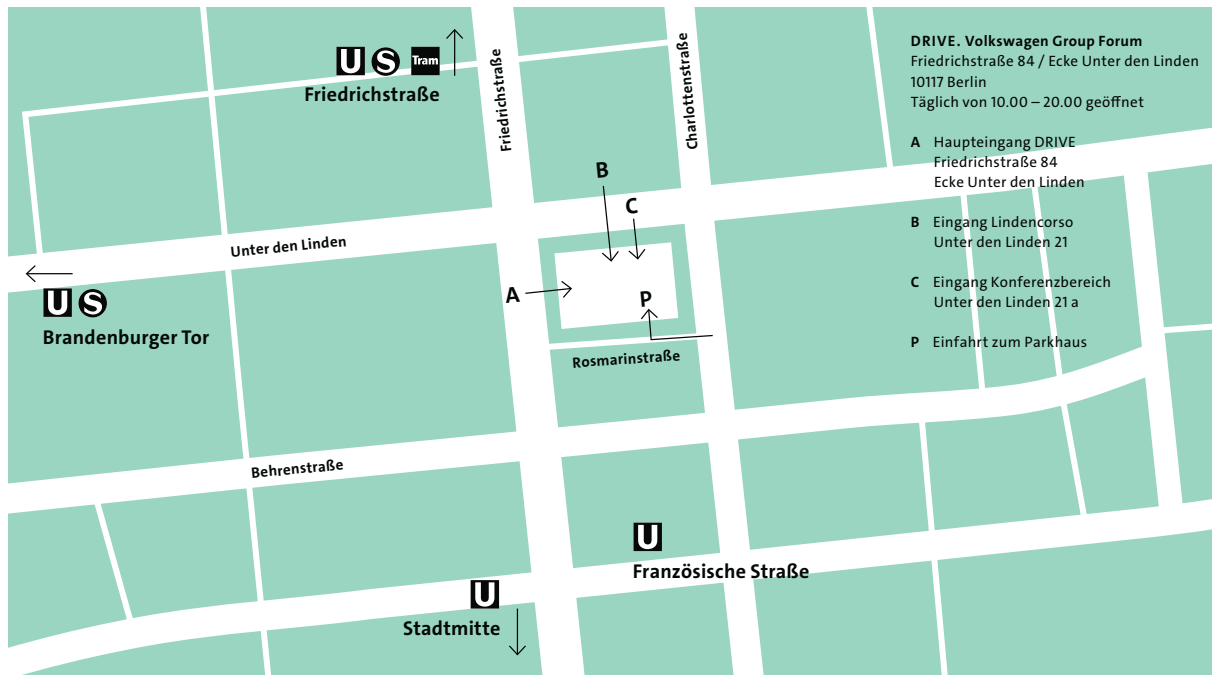 U S Tram
Friedrichstraße
Friedrichstraße
Charlottenstraße
DRIVE. Volkswagen Group Forum
Friedrichstraße 84 / Ecke Unter den Linden
10117 Berlin
Täglich von 10.00 – 20.00 geöffnet
A Haupteingang DRIVE
Friedrichstraße 84
Ecke Unter den Linden
B Eingang Lindencorso
Unter den Linden 21
C Eingang Konferenzbereich
Unter den Linden 21 a
P Einfahrt zum Parkhaus
B
C
Unter den Linden
A
P
U S
Brandenburger Tor
Rosmarinstraße
Behrenstraße
U
Französische Straße
U
Stadtmitte